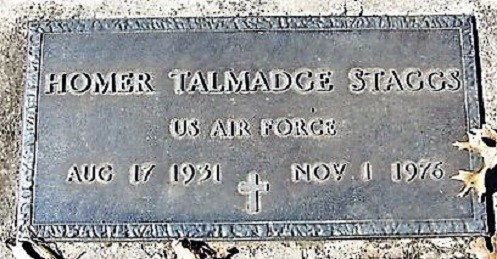 HOMER TALMADGE STAGGS
US AIR FORCE
AUG 17 1931 NOV 1 1976